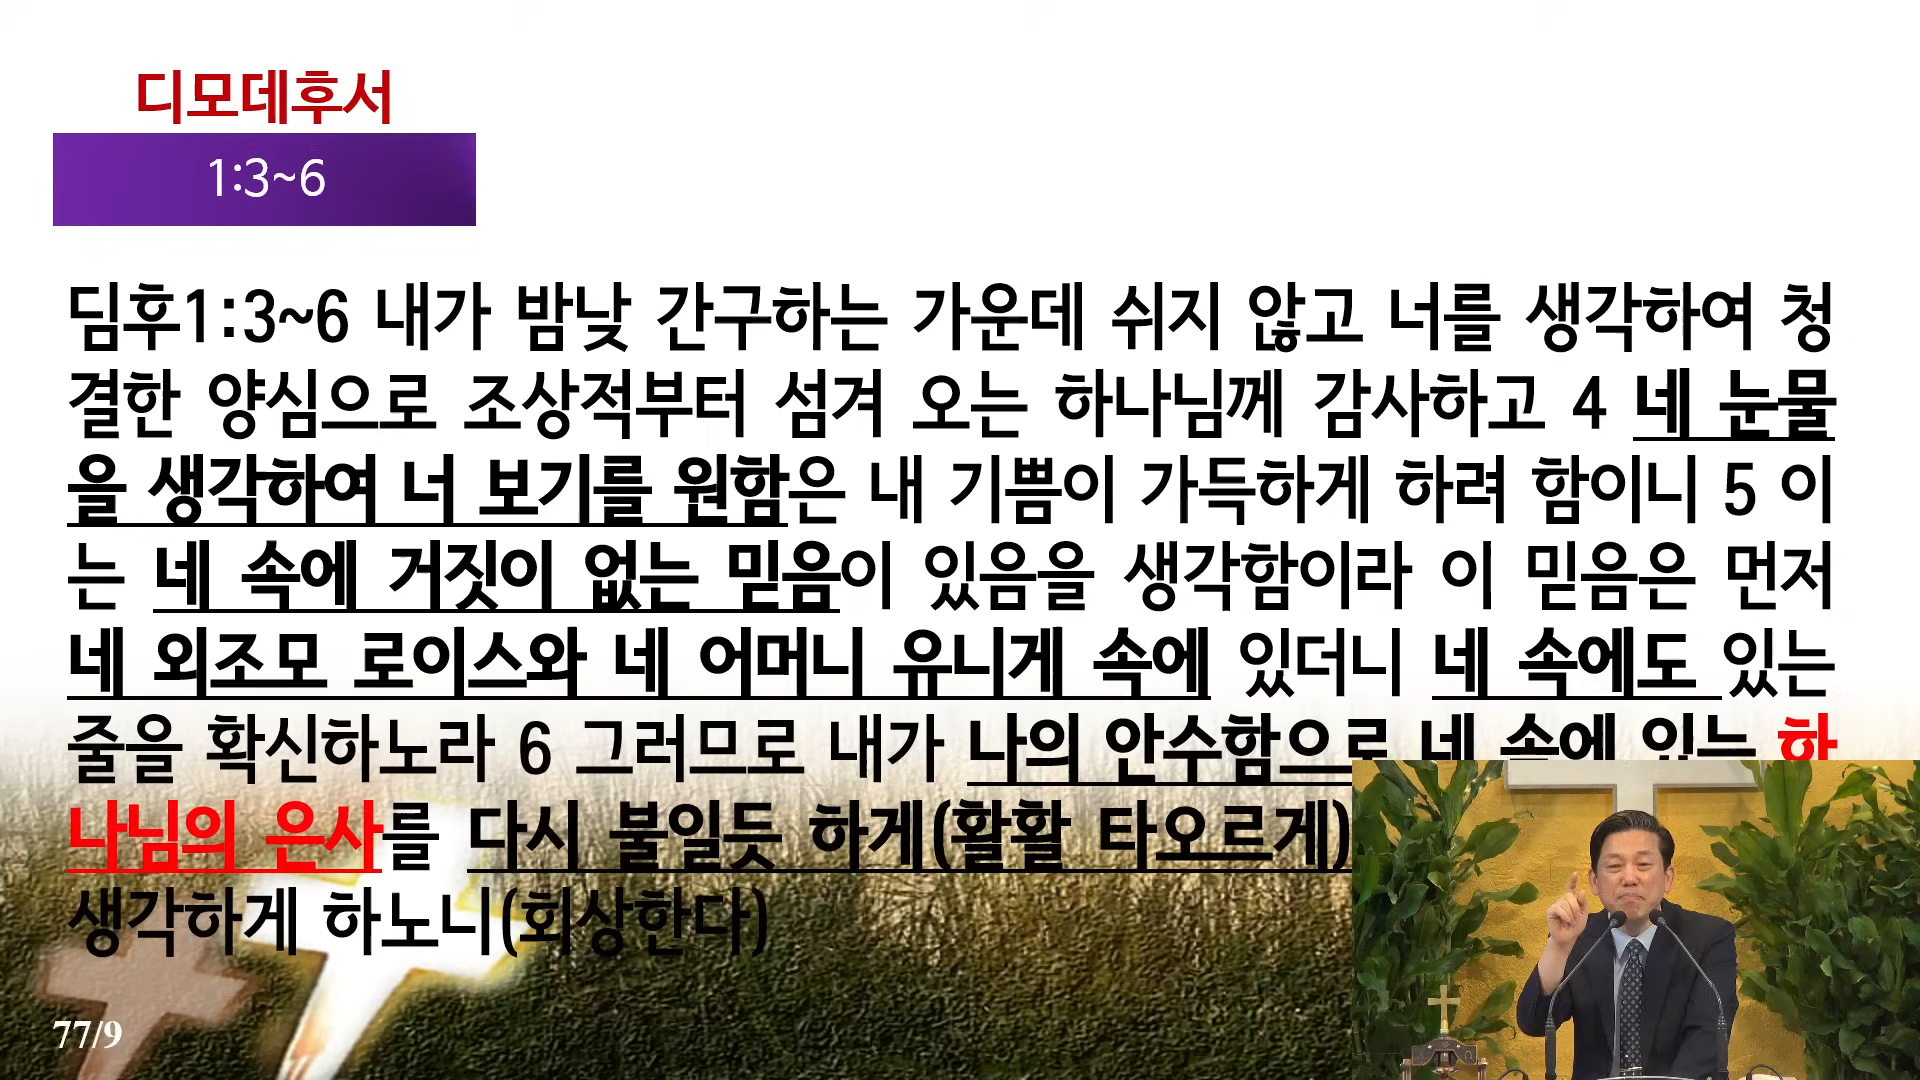 디모데후서
1:3~6
딤후1:3~6 내가 밤낮 간구하는 가운데 쉬지 않고 너를 생각하여 청
결한 양심으로 조상적부터 섬겨 오는 하나님께 감사하고 4 네 눈물
을 생각하여 너 보기를 원함은 내 기쁨이 가득하게 하려 함이니 5 이
는 네 속에 거짓이 없는 믿음이 있음을 생각함이라 이 믿음은 먼저
네 외조모 로이스와 네 어머니 유니게 속에 있더니 네 속에도 있는
줄을 확신하노라 6 그러므로 내가 나의 안수함으로 네 속에 있는 하
나님의 은사를 다시 불일듯 하게(활활 타오르게)
생각하게 하노니(회상한다)
77/9